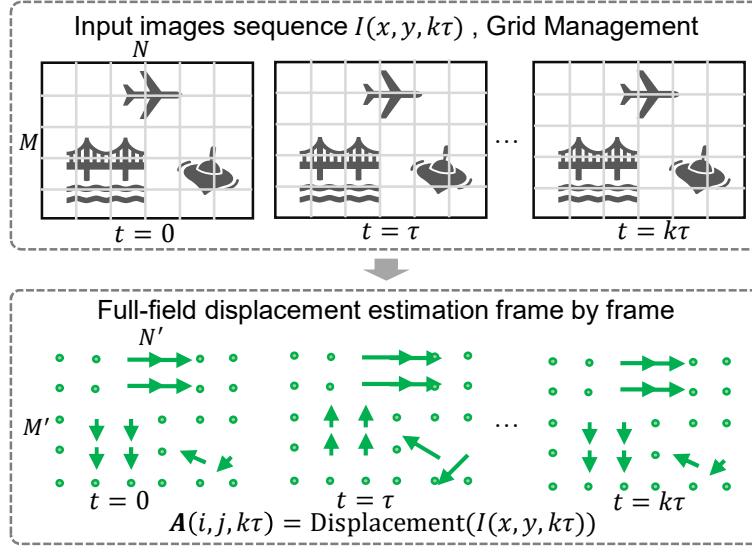 Input images sequence I(x, y, kτ) , Grid Management
N
M
...
t = 0
t = τ
t = kτ
Full-field displacement estimation frame by frame
N′
M′
...
t = 0
t = τ
t = kτ
A(i, j, kτ) = Displacement(I(x, y, kτ))